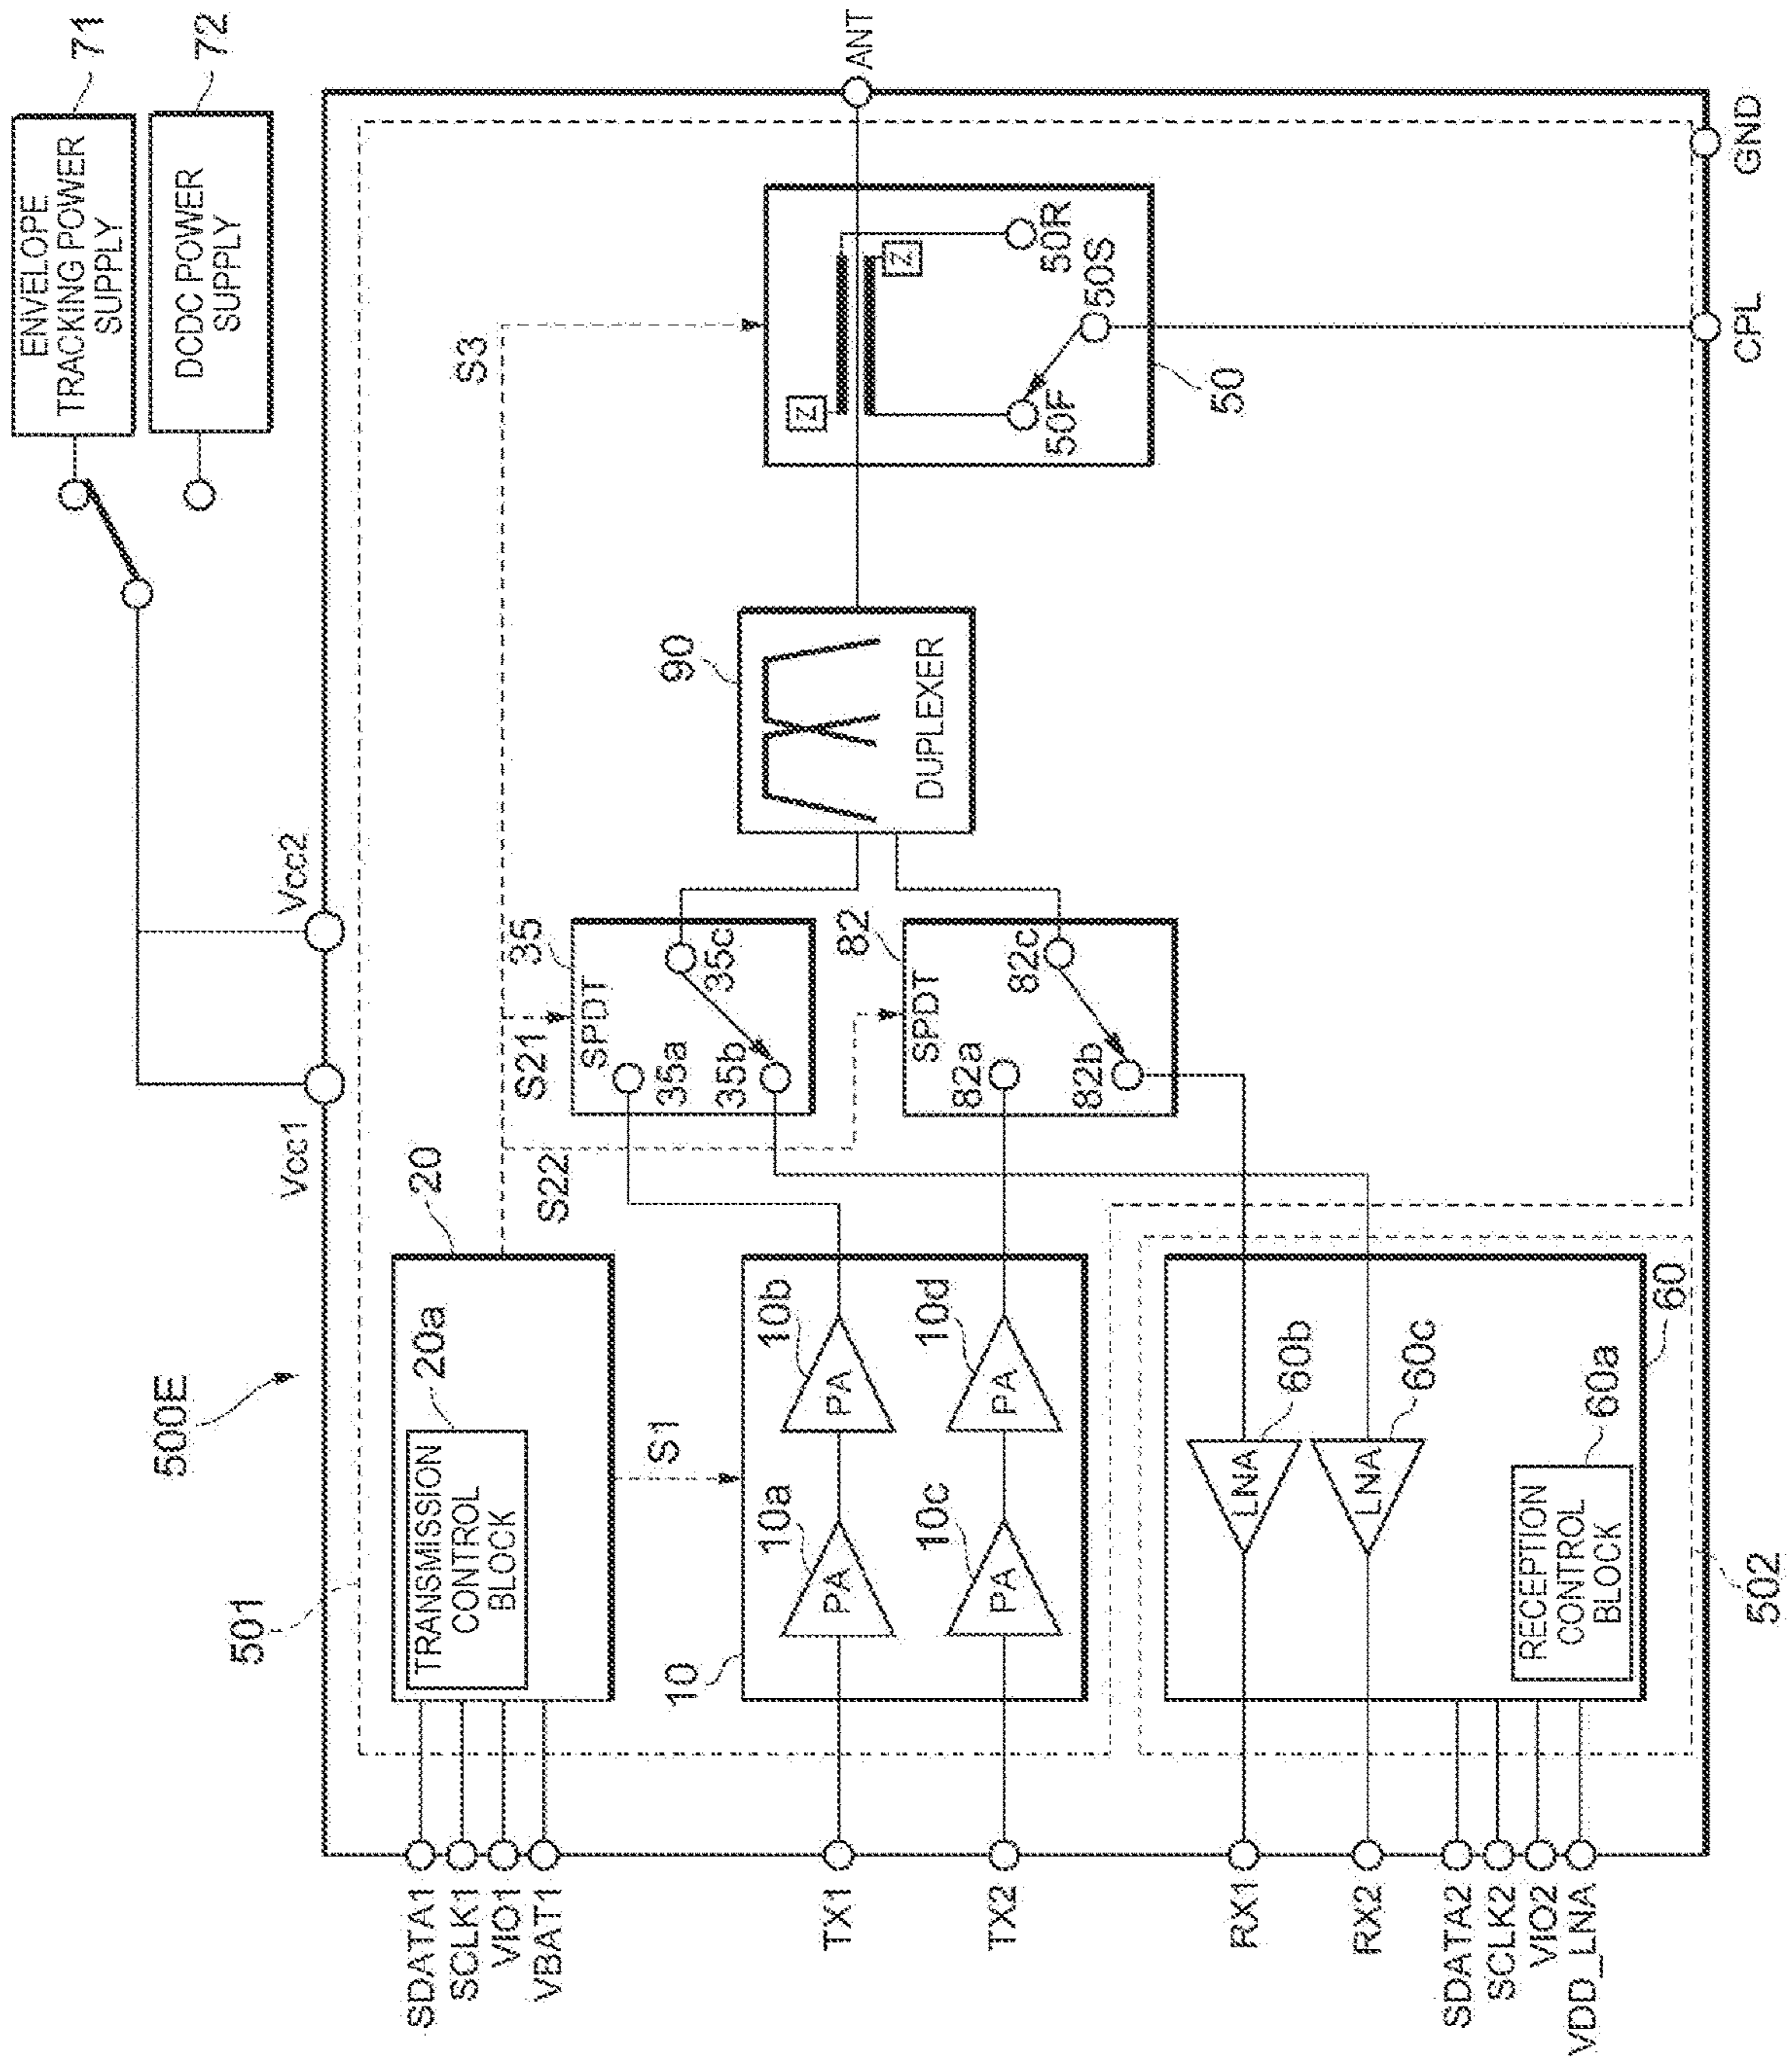 500E
ENVELOPE
TRACKING POWER
SUPPLY
71
DCDC POWER
SUPPLY
72
Vcc1
Vcc2
501
SDATA1
SCLK1
VIO1
VBAT1
TRANSMISSION
CONTROL
BLOCK
20a
20
S3
S21
S22
S1
35
SPDT
35a
35b
35c
90
DUPLEXER
Z
Z
50R
50S
50F
50
ANT
10
TX1
PA
10a
PA
10b
TX2
PA
10c
PA
10d
82
SPDT
82a
82b
82c
RX1
LNA
60b
RX2
LNA
60c
SDATA2
SCLK2
VIO2
VDD_LNA
RECEPTION
CONTROL
BLOCK
60a
60
502
CPL
GND